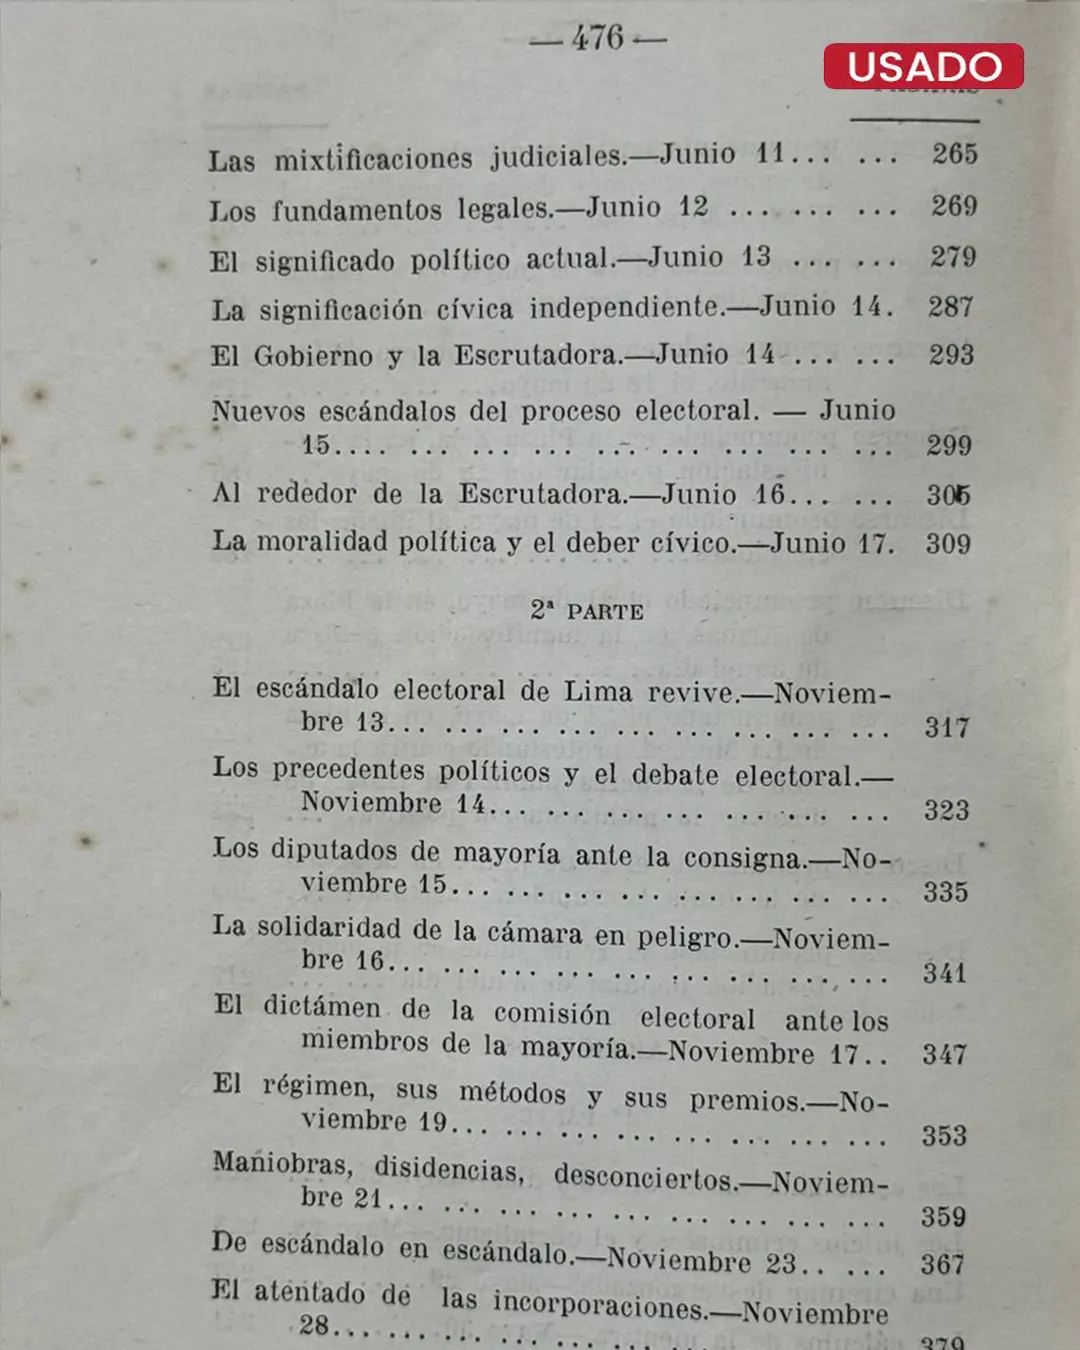 — 476 —
USADO
Las mixtificaciones judiciales.—Junio 11... ... 265
Los fundamentos legales.—Junio 12 ... ... ... 269
El significado político actual.—Junio 13 ... ... 279
La significación cívica independiente.—Junio 14. 287
El Gobierno y la Escrutadora.—Junio 14 ... ... 293
Nuevos escándalos del proceso electoral. — Junio
15.... ... ... ... ... ... ... ... ... ... 299
Al rededor de la Escrutadora.—Junio 16... ... 305
La moralidad política y el deber cívico.—Junio 17. 309
2ª PARTE
El escándalo electoral de Lima revive.—Noviem-
bre 13... ... ... ... ... ... ... ... ... 317
Los precedentes políticos y el debate electoral.—
Noviembre 14... ... ... ... ... ... ... 323
Los diputados de mayoría ante la consigna.—No-
viembre 15... ... ... ... ... ... ... ... 335
La solidaridad de la cámara en peligro.—Noviem-
bre 16... ... ... ... ... ... ... ... ... 341
El dictámen de la comisión electoral ante los
miembros de la mayoría.—Noviembre 17.. 347
El régimen, sus métodos y sus premios.—No-
viembre 19... ... ... ... ... ... ... ... 353
Maniobras, disidencias, desconciertos.—Noviem-
bre 21... ... ... ... ... ... ... ... ... 359
De escándalo en escándalo.—Noviembre 23.. ... 367
El atentado de las incorporaciones.—Noviembre
28... ... ... ... ... ... ... ... ... 379